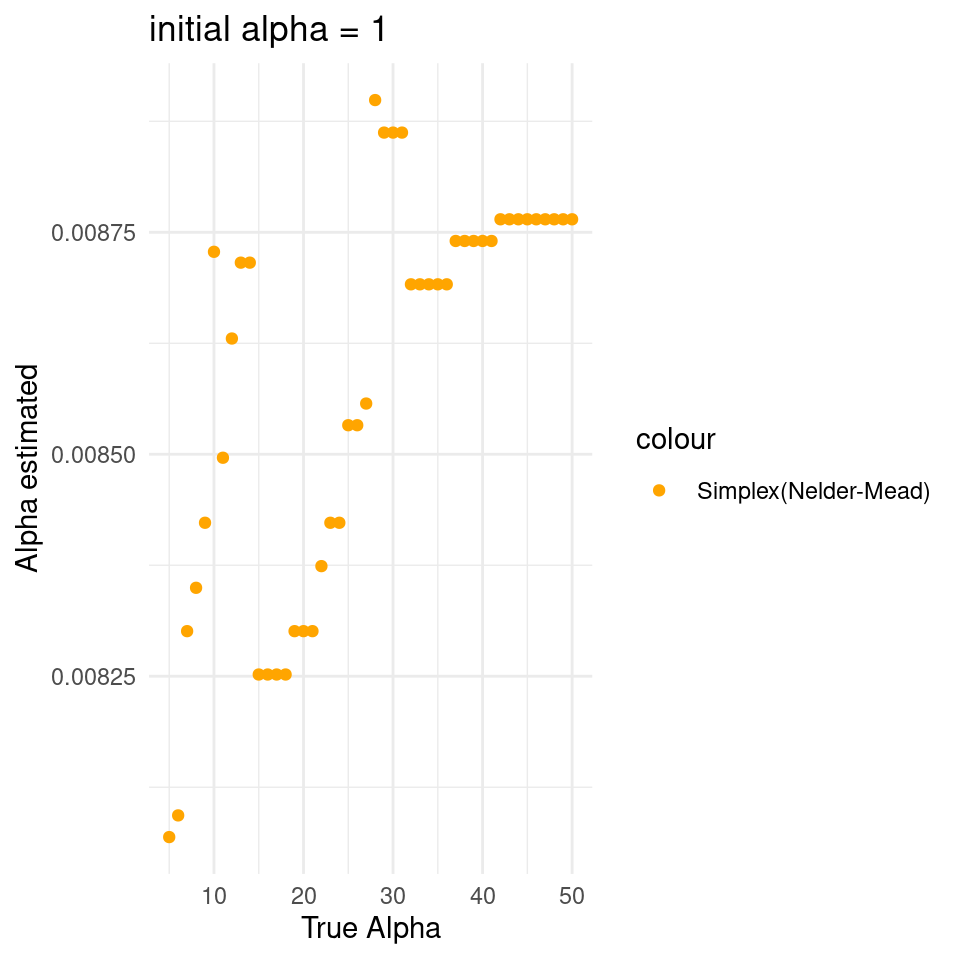 initial alpha = 1
Alpha estimated
0.00875
0.00850
0.00825
10 20 30 40 50
True Alpha
colour
Simplex(Nelder-Mead)